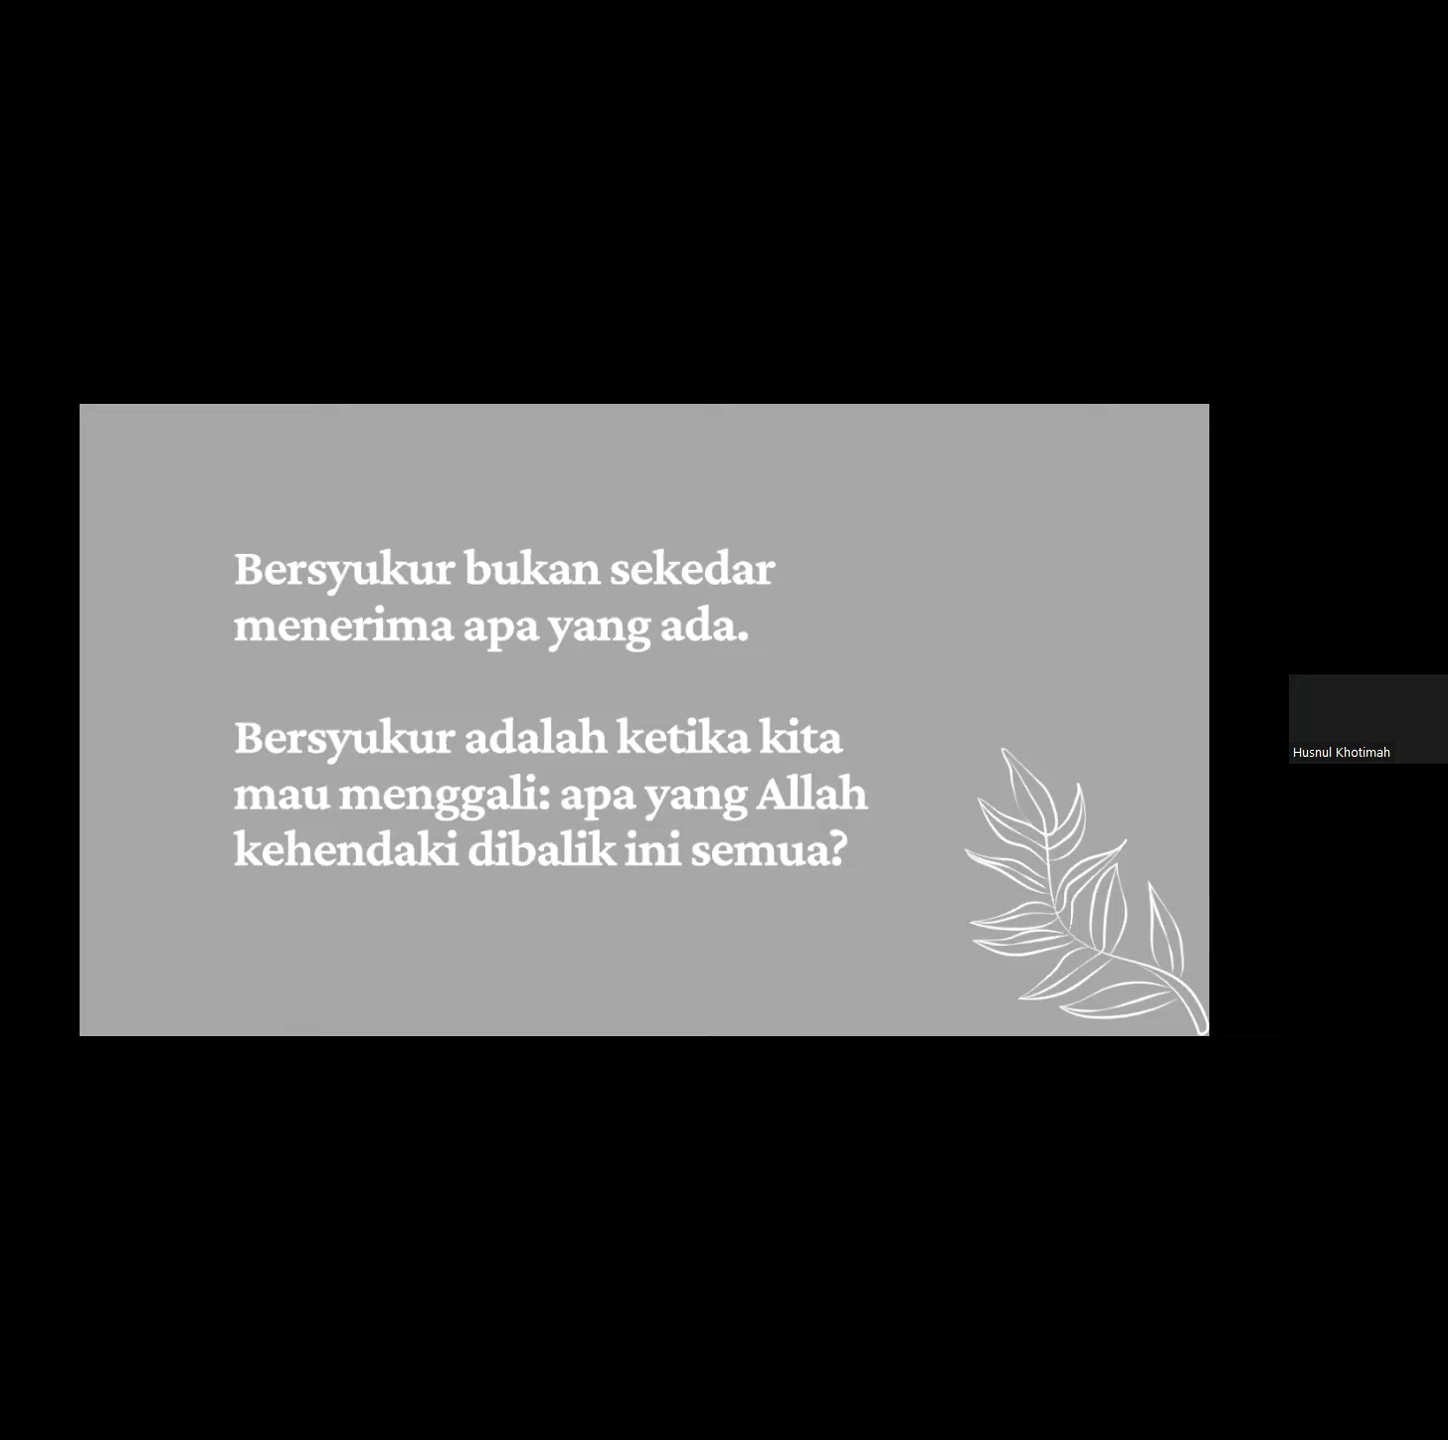 Bersyukur bukan sekedar
menerima apa yang ada.
Bersyukur adalah ketika kita
mau menggali: apa yang Allah
kehendaki dibalik ini semua?
Husnul Khotimah